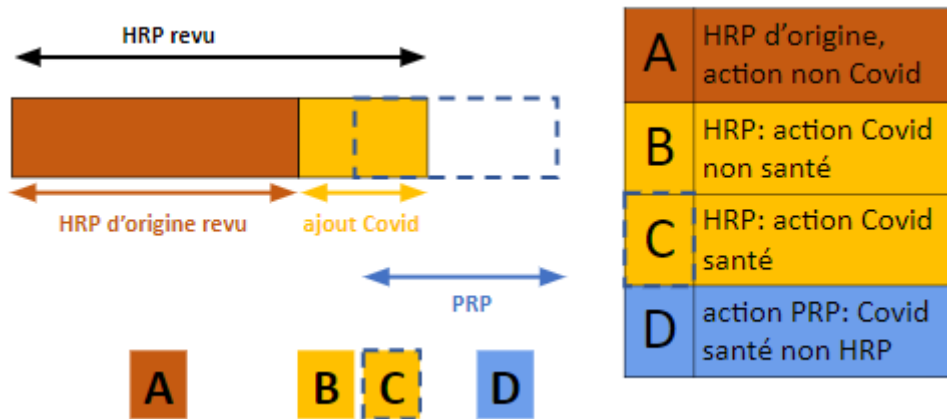 HRP revu
HRP d'origine revu
ajout Covid
PRP
A
B
C
D
A
HRP d'origine,
action non Covid
B
HRP: action Covid
non santé
C
HRP: action Covid
santé
D
action PRP: Covid
santé non HRP